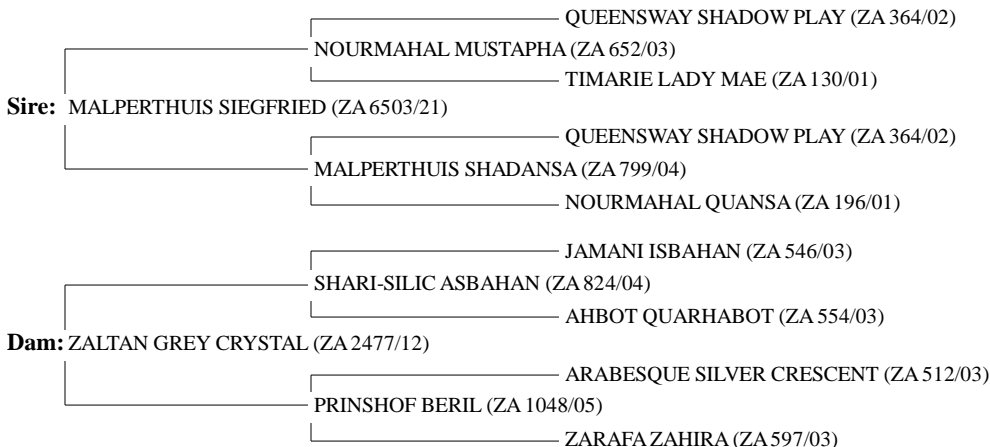 QUEENSWAY SHADOW PLAY (ZA 364/02)
NOURMAHAL MUSTAPHA (ZA 652/03)
TIMARIE LADY MAE (ZA 130/01)
Sire: MALPERTHUIS SIEGFRIED (ZA 6503/21)
QUEENSWAY SHADOW PLAY (ZA 364/02)
MALPERTHUIS SHADANSA (ZA 799/04)
NOURMAHAL QUANSA (ZA 196/01)
JAMANI ISBAHAN (ZA 546/03)
SHARI-SILIC ASBAHAN (ZA 824/04)
AHBOT QUARHABOT (ZA 554/03)
Dam: ZALTAN GREY CRYSTAL (ZA 2477/12)
ARABESQUE SILVER CRESCENT (ZA 512/03)
PRINSHOF BERIL (ZA 1048/05)
ZARAFA ZAHIRA (ZA 597/03)